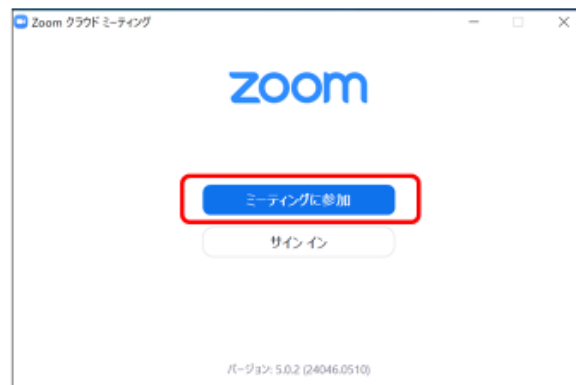 Zoom クラウド ミーティング
zoom
ミーティングに参加
サイン イン
バージョン: 5.0.2 (24046.0510)